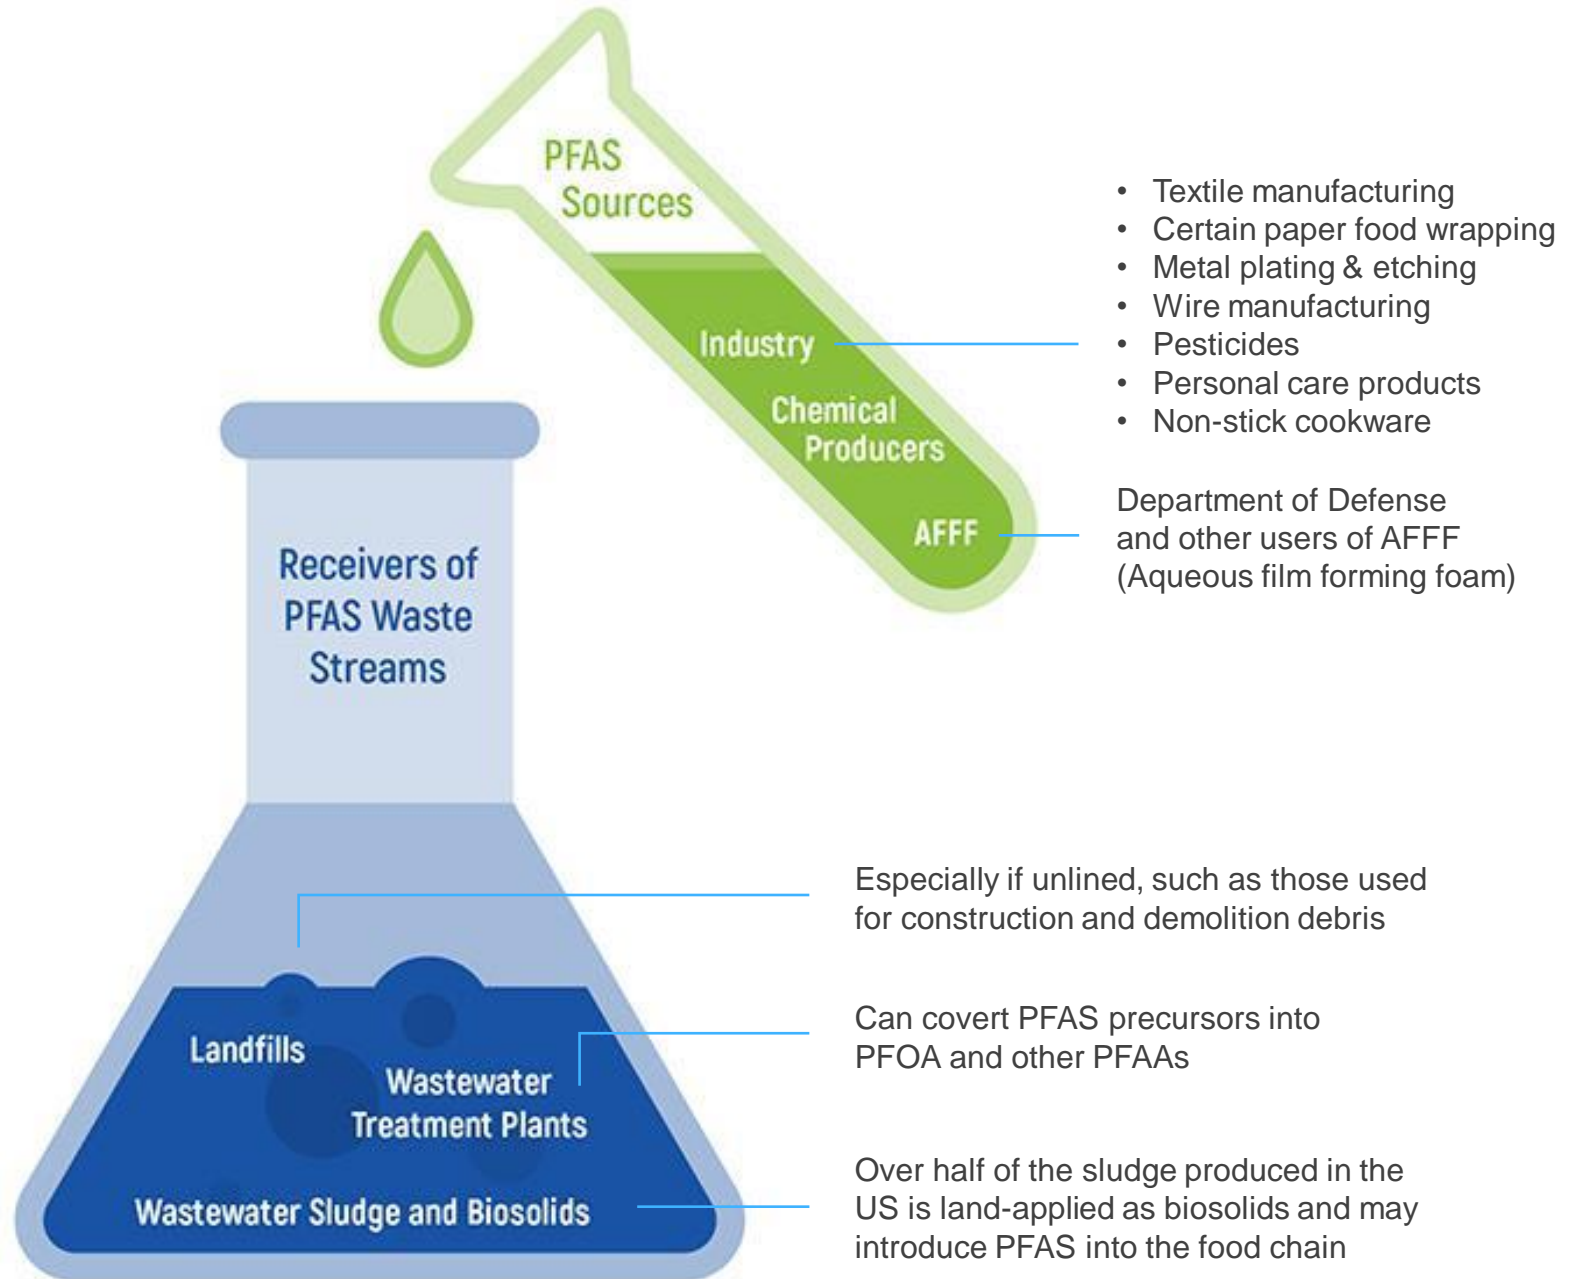 PFAS
Sources
Industry
Chemical
Producers
AFFF
• Textile manufacturing
• Certain paper food wrapping
• Metal plating & etching
• Wire manufacturing
• Pesticides
• Personal care products
• Non-stick cookware
Department of Defense
and other users of AFFF
(Aqueous film forming foam)
Receivers of
PFAS Waste
Streams
Landfills
Wastewater
Treatment Plants
Wastewater Sludge and Biosolids
Especially if unlined, such as those used
for construction and demolition debris
Can covert PFAS precursors into
PFOA and other PFAAs
Over half of the sludge produced in the
US is land-applied as biosolids and may
introduce PFAS into the food chain